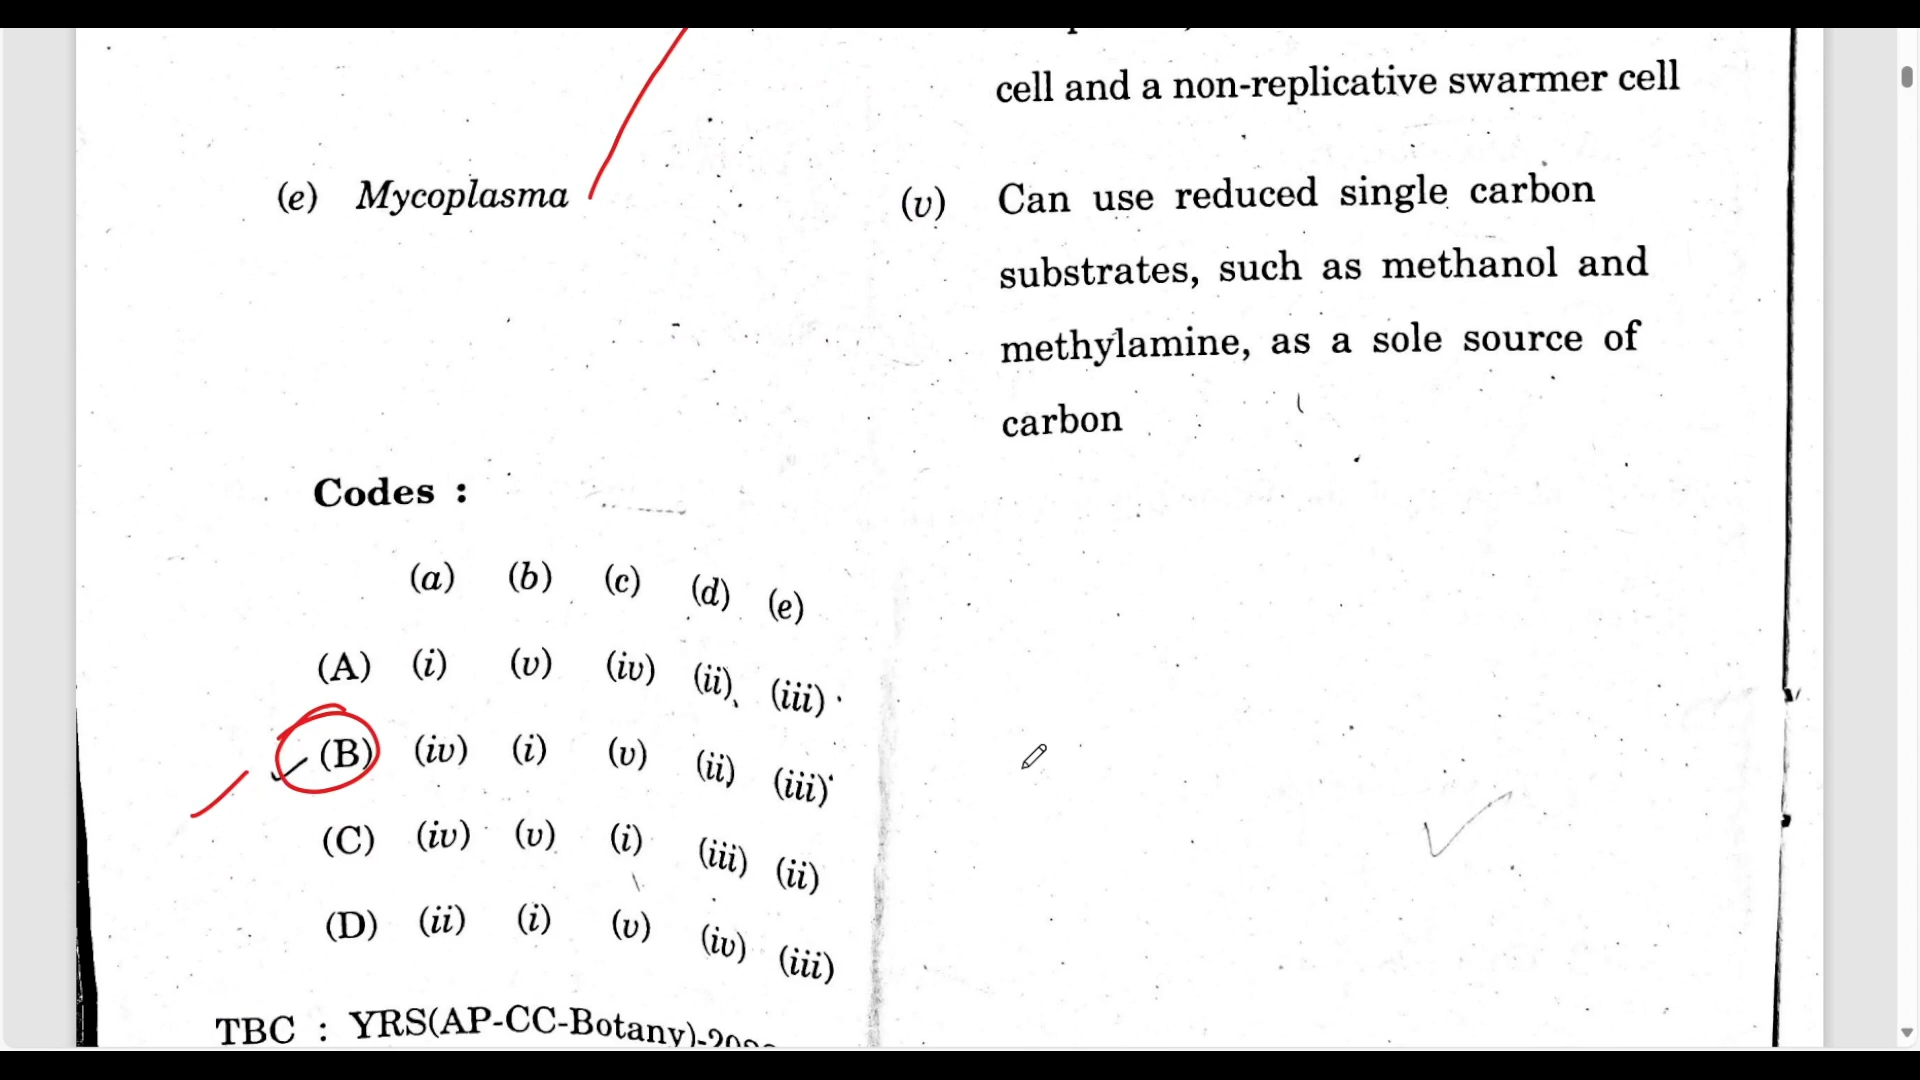 cell and a non-replicative swarmer cell
(e) Mycoplasma
(v) Can use reduced single carbon
substrates, such as methanol and
methylamine, as a sole source of
carbon
Codes :
(a) (b) (c) (d) (e)
(A) (i) (v) (iv) (ii) (iii)
(B) (iv) (i) (v) (ii) (iii)
(C) (iv) (v) (i) (iii) (ii)
(D) (ii) (i) (v) (iv) (iii)
TBC : YRS(AP-CC-Botany)